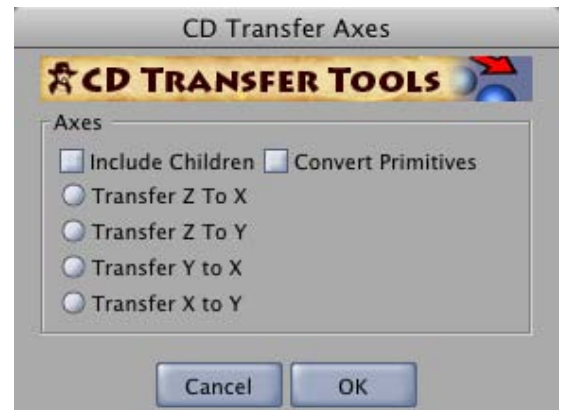 CD Transfer Axes
CD TRANSFER TOOLS
Axes
Include Children Convert Primitives
Transfer Z To X
Transfer Z To Y
Transfer Y to X
Transfer X to Y
Cancel OK